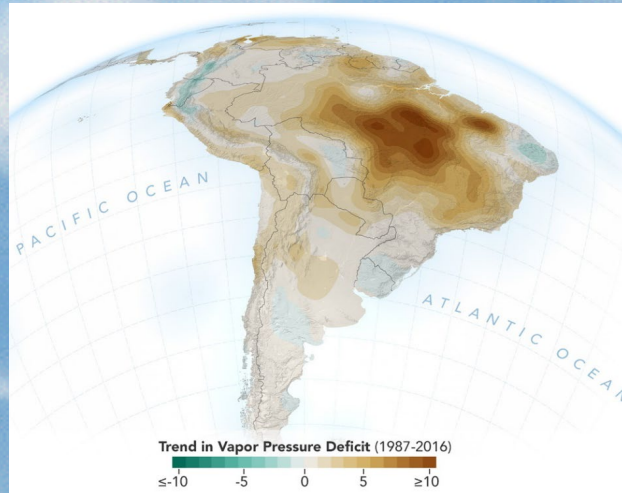 PACIFIC OCEAN
ATLANTIC OCEAN
Trend in Vapor Pressure Deficit (1987-2016)
≤-10 -5 0 5 ≥10